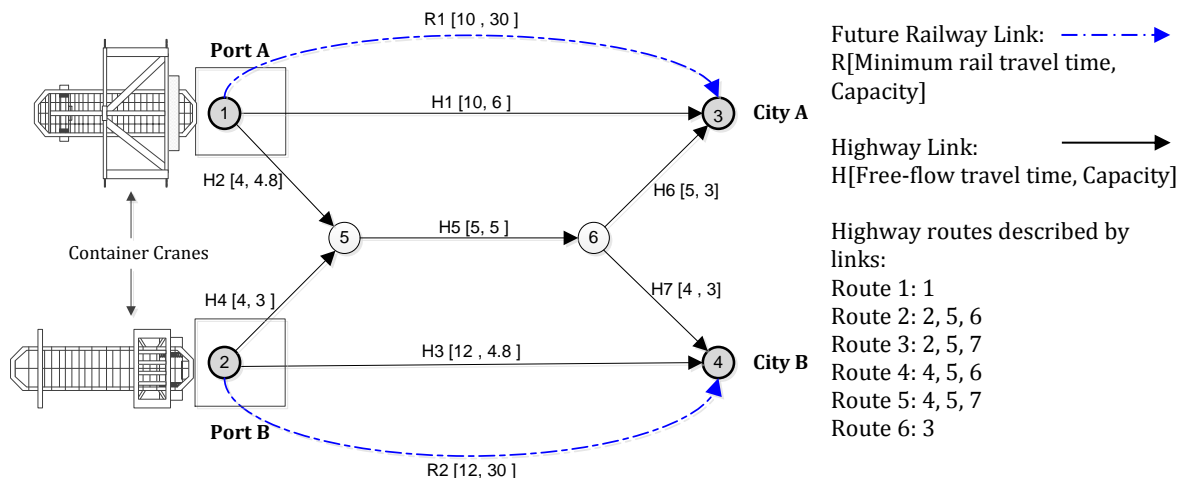 R1 [10 , 30]
Port A
1
H1 [10, 6]
3
City A
H2 [4, 4.8]
H6 [5, 3]
5
H5 [5, 5 ]
6
Container Cranes
H4 [4, 3 ]
H7 [4 , 3]
2
H3 [12 , 4.8]
4
City B
Port B
R2 [12, 30]
Future Railway Link:
R[Minimum rail travel time,
Capacity]
Highway Link:
H[Free-flow travel time, Capacity]
Highway routes described by
links:
Route 1: 1
Route 2: 2, 5, 6
Route 3: 2, 5, 7
Route 4: 4, 5, 6
Route 5: 4, 5, 7
Route 6: 3